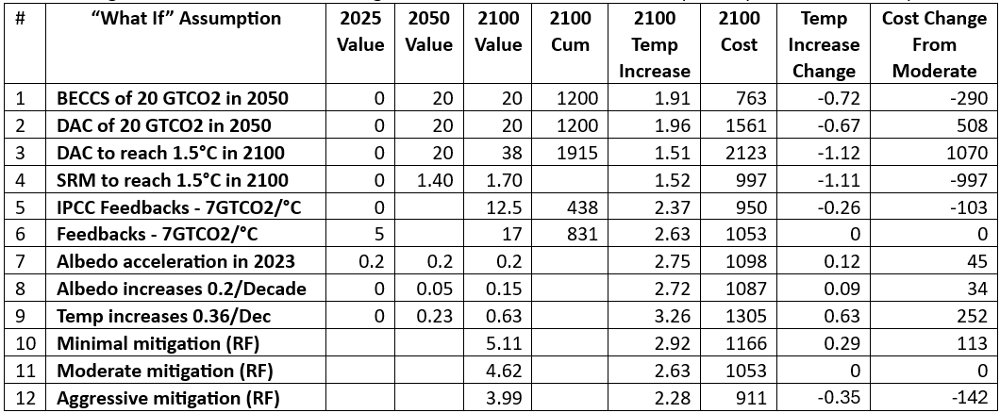 # “What If” Assumption 2025 Value 2050 Value 2100 Value 2100 Cum 2100 Temp Increase 2100 Cost Temp Increase Change Cost Change From Moderate
1 BECCS of 20 GTCO2 in 2050 0 20 20 1200 1.91 763 -0.72 -290
2 DAC of 20 GTCO2 in 2050 0 20 20 1200 1.96 1561 -0.67 508
3 DAC to reach 1.5°C in 2100 0 20 38 1915 1.51 2123 -1.12 1070
4 SRM to reach 1.5°C in 2100 0 1.40 1.70 1.52 997 -1.11 -997
5 IPCC Feedbacks - 7GTCO2/°C 0 12.5 438 2.37 950 -0.26 -103
6 Feedbacks - 7GTCO2/°C 5 17 831 2.63 1053 0 0
7 Albedo acceleration in 2023 0.2 0.2 0.2 2.75 1098 0.12 45
8 Albedo increases 0.2/Decade 0 0.05 0.15 2.72 1087 0.09 34
9 Temp increases 0.36/Dec 0 0.23 0.63 3.26 1305 0.63 252
10 Minimal mitigation (RF) 5.11 2.92 1166 0.29 113
11 Moderate mitigation (RF) 4.62 2.63 1053 0 0
12 Aggressive mitigation (RF) 3.99 2.28 911 -0.35 -142